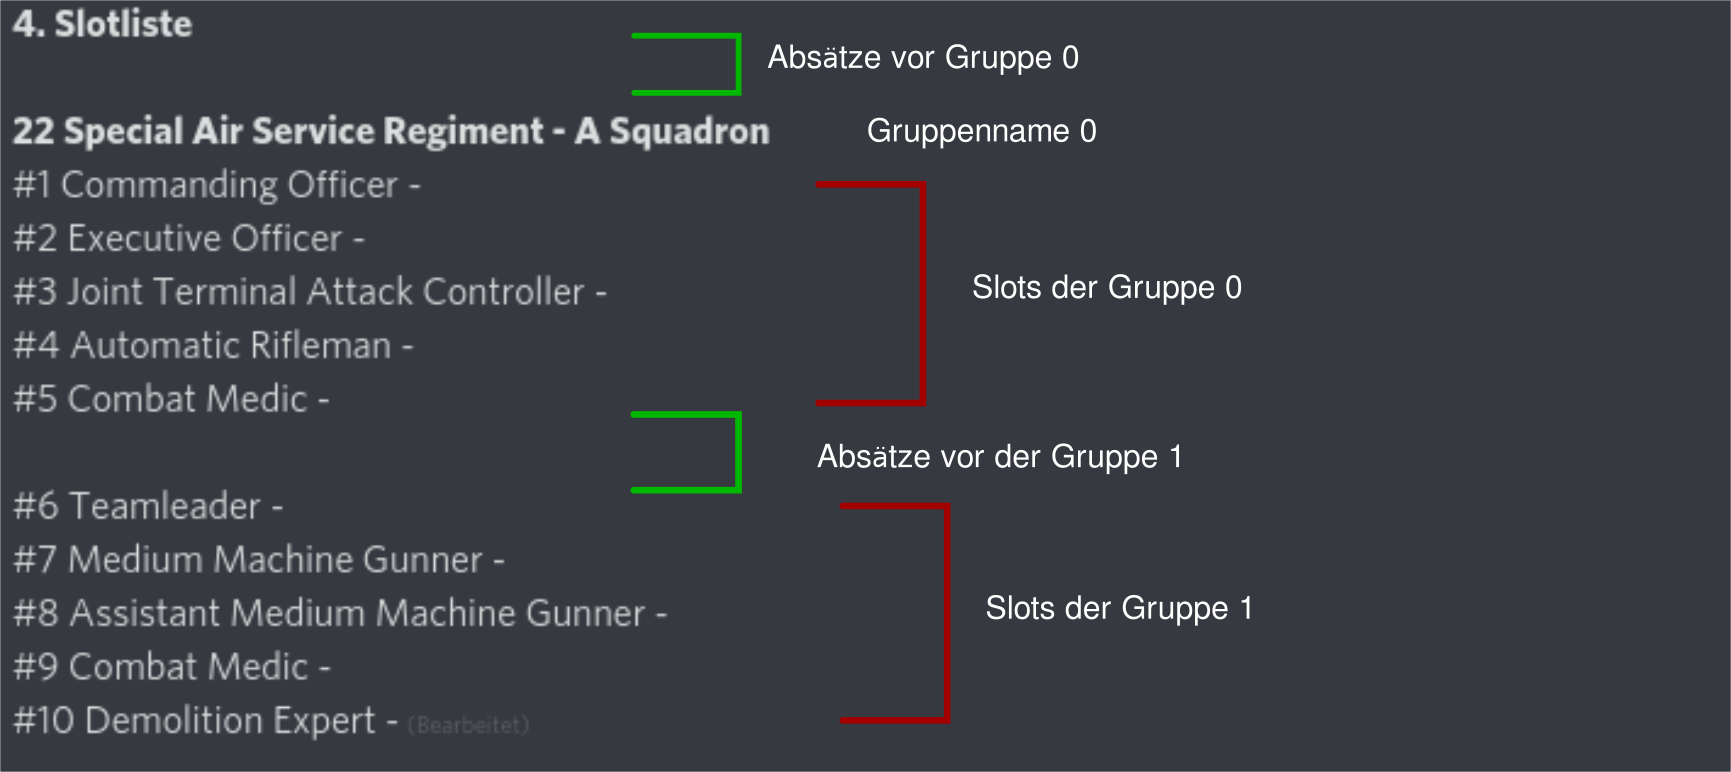 4. Slotliste
Absätze vor Gruppe 0
22 Special Air Service Regiment - A Squadron
Gruppenname 0
#1 Commanding Officer -
#2 Executive Officer -
#3 Joint Terminal Attack Controller -
Slots der Gruppe 0
#4 Automatic Rifleman -
#5 Combat Medic -
Absätze vor der Gruppe 1
#6 Teamleader -
#7 Medium Machine Gunner -
#8 Assistant Medium Machine Gunner -
Slots der Gruppe 1
#9 Combat Medic -
#10 Demolition Expert - (Bearbeitet)